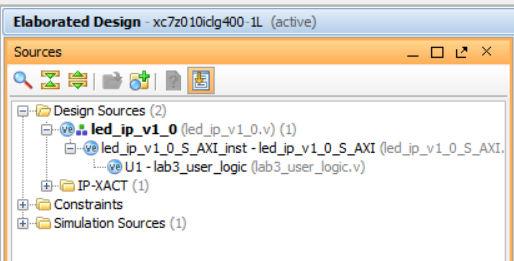 Elaborated Design - xc7z010iclg400-1L (active)
Sources
Design Sources (2)
led_ip_v1_0 (led_ip_v1_0.v) (1)
led_ip_v1_0_S_AXI_inst - led_ip_v1_0_S_AXI (led_ip_v1_0_S_AXI.
U1 - lab3_user_logic (lab3_user_logic.v)
IP-XACT (1)
Constraints
Simulation Sources (1)